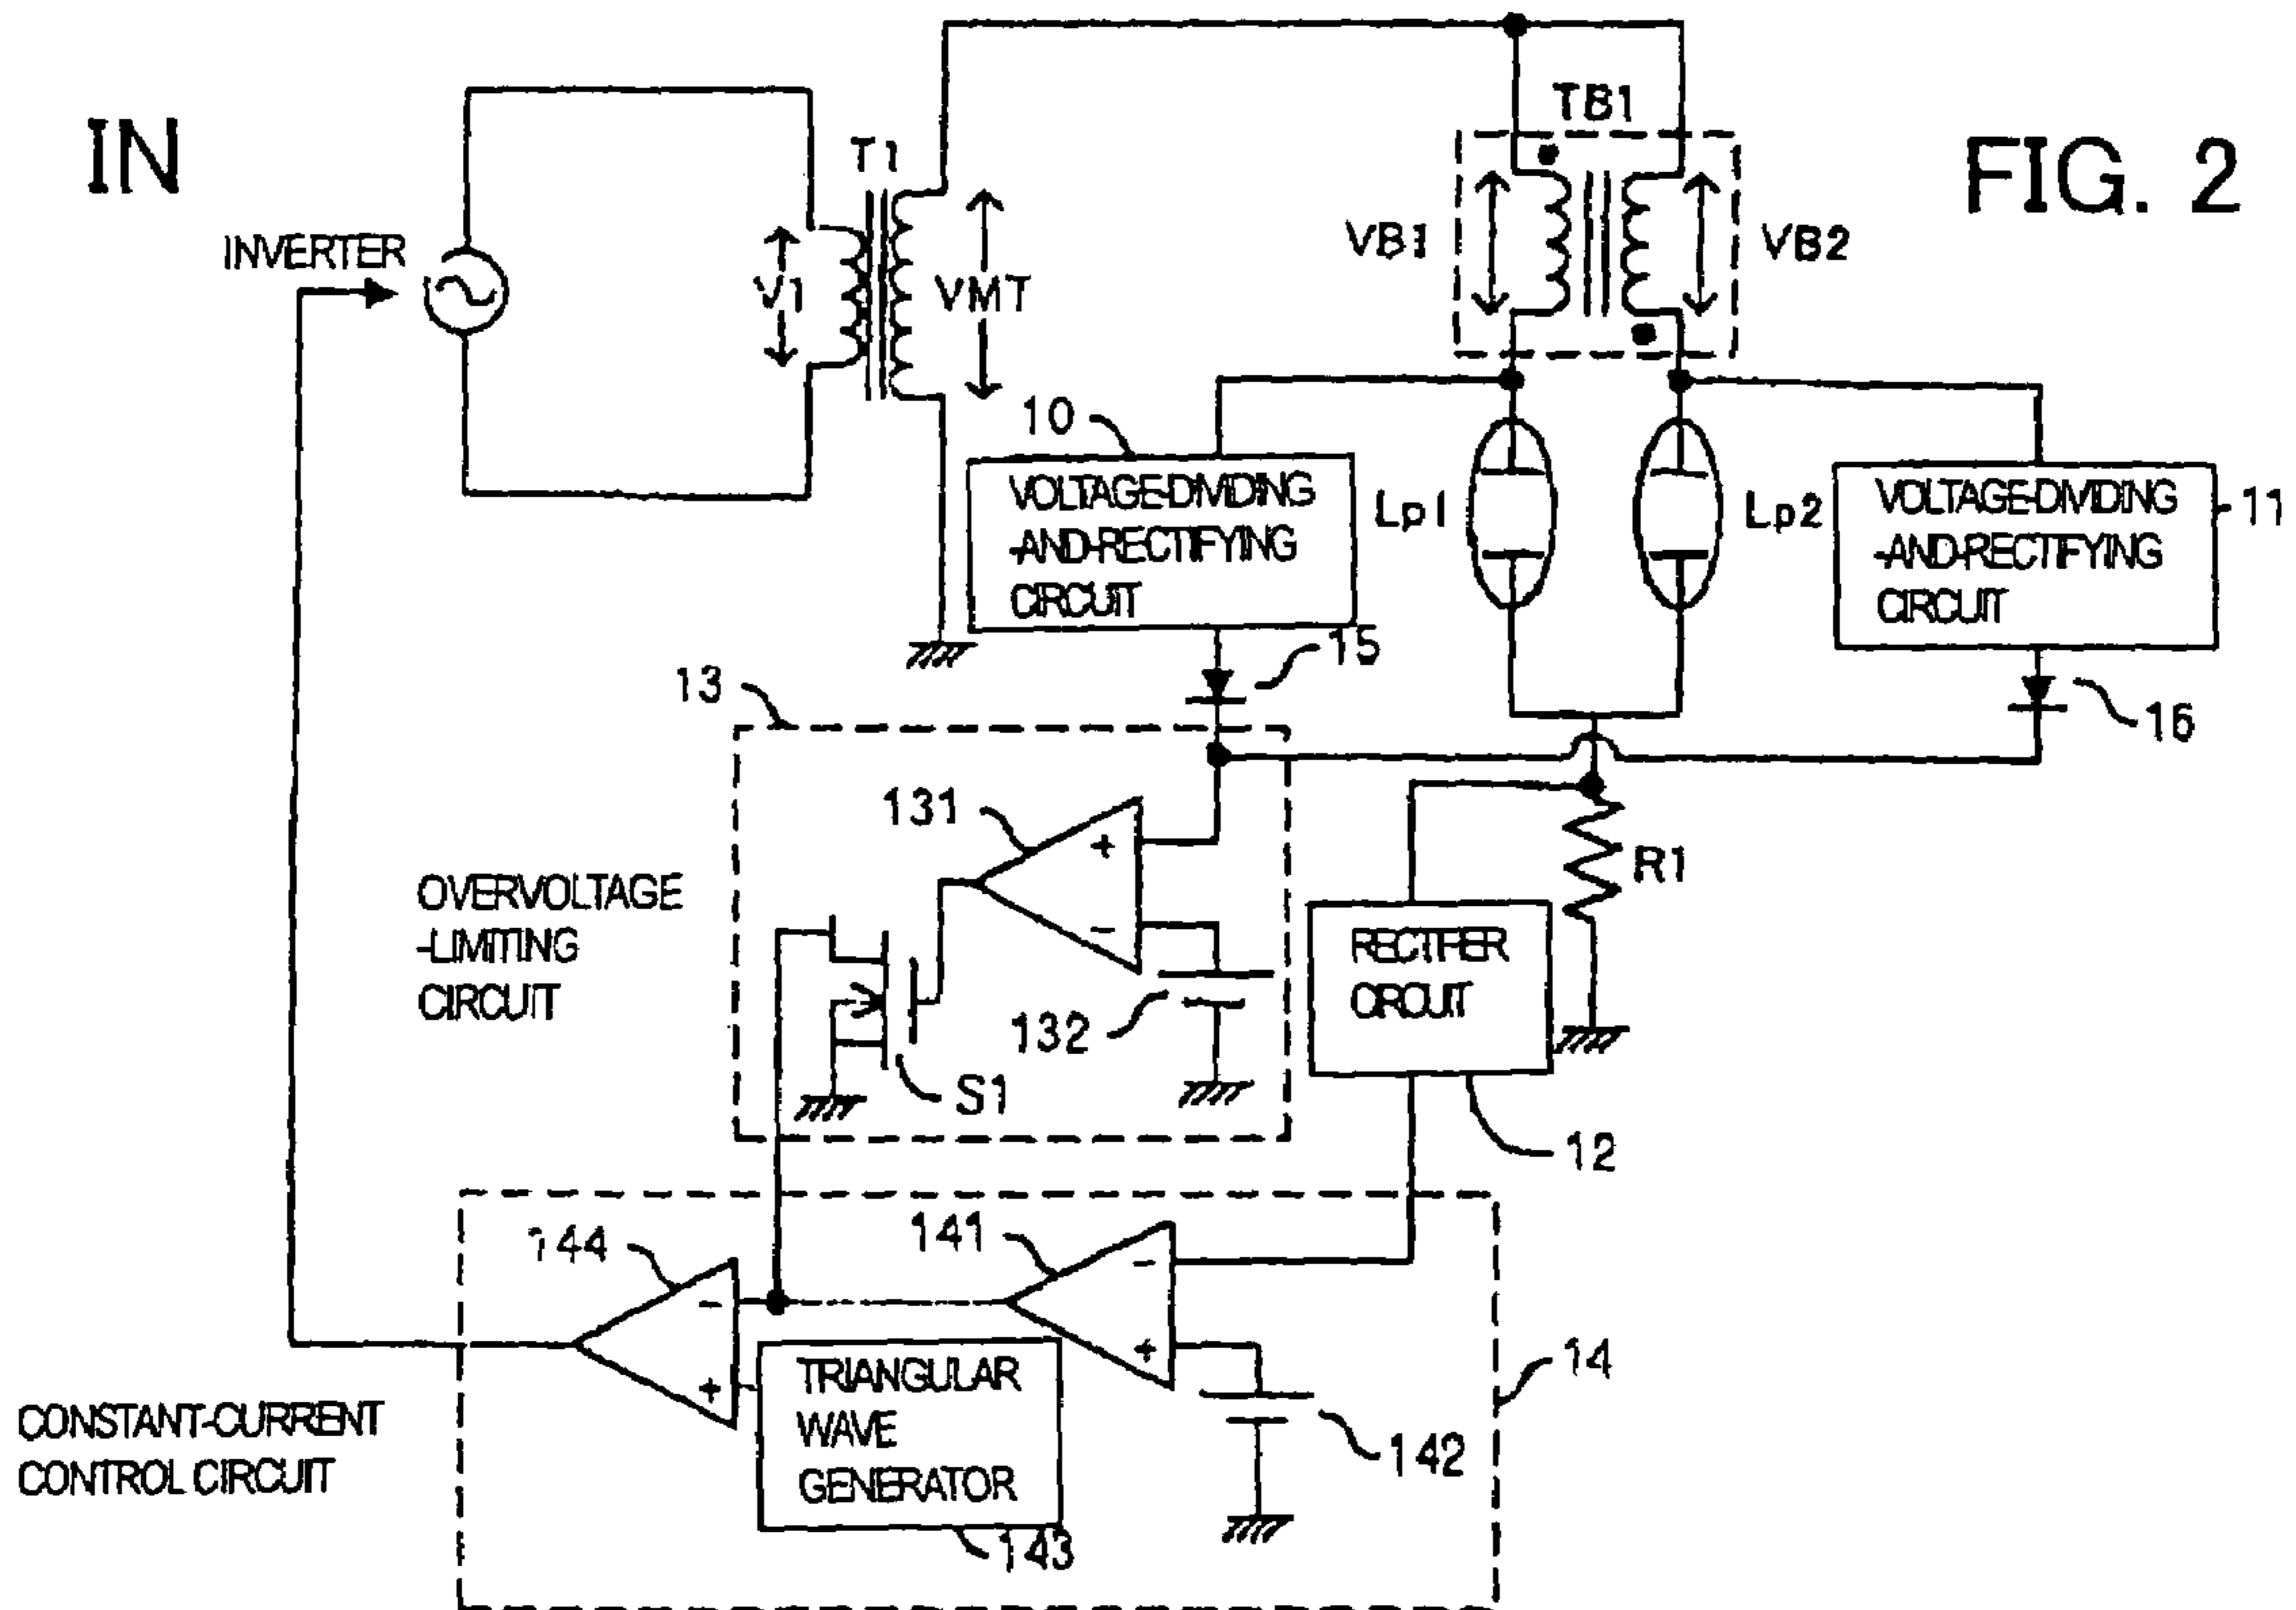 IN
FIG. 2
INVERTER
T1
V1
VMT
TB1
VB1
VB2
10
VOLTAGE-DIVIDING
-AND-RECTIFYING
CIRCUIT
Lp1
Lp2
VOLTAGE-DIVIDING
-AND-RECTIFYING
CIRCUIT
11
15
16
13
131
+
-
132
S1
OVERVOLTAGE
-LIMITING
CIRCUIT
R1
RECTIFIER
CIRCUIT
12
144
-
+
141
-
+
142
14
TRIANGULAR
WAVE
GENERATOR
143
CONSTANT-CURRENT
CONTROL CIRCUIT